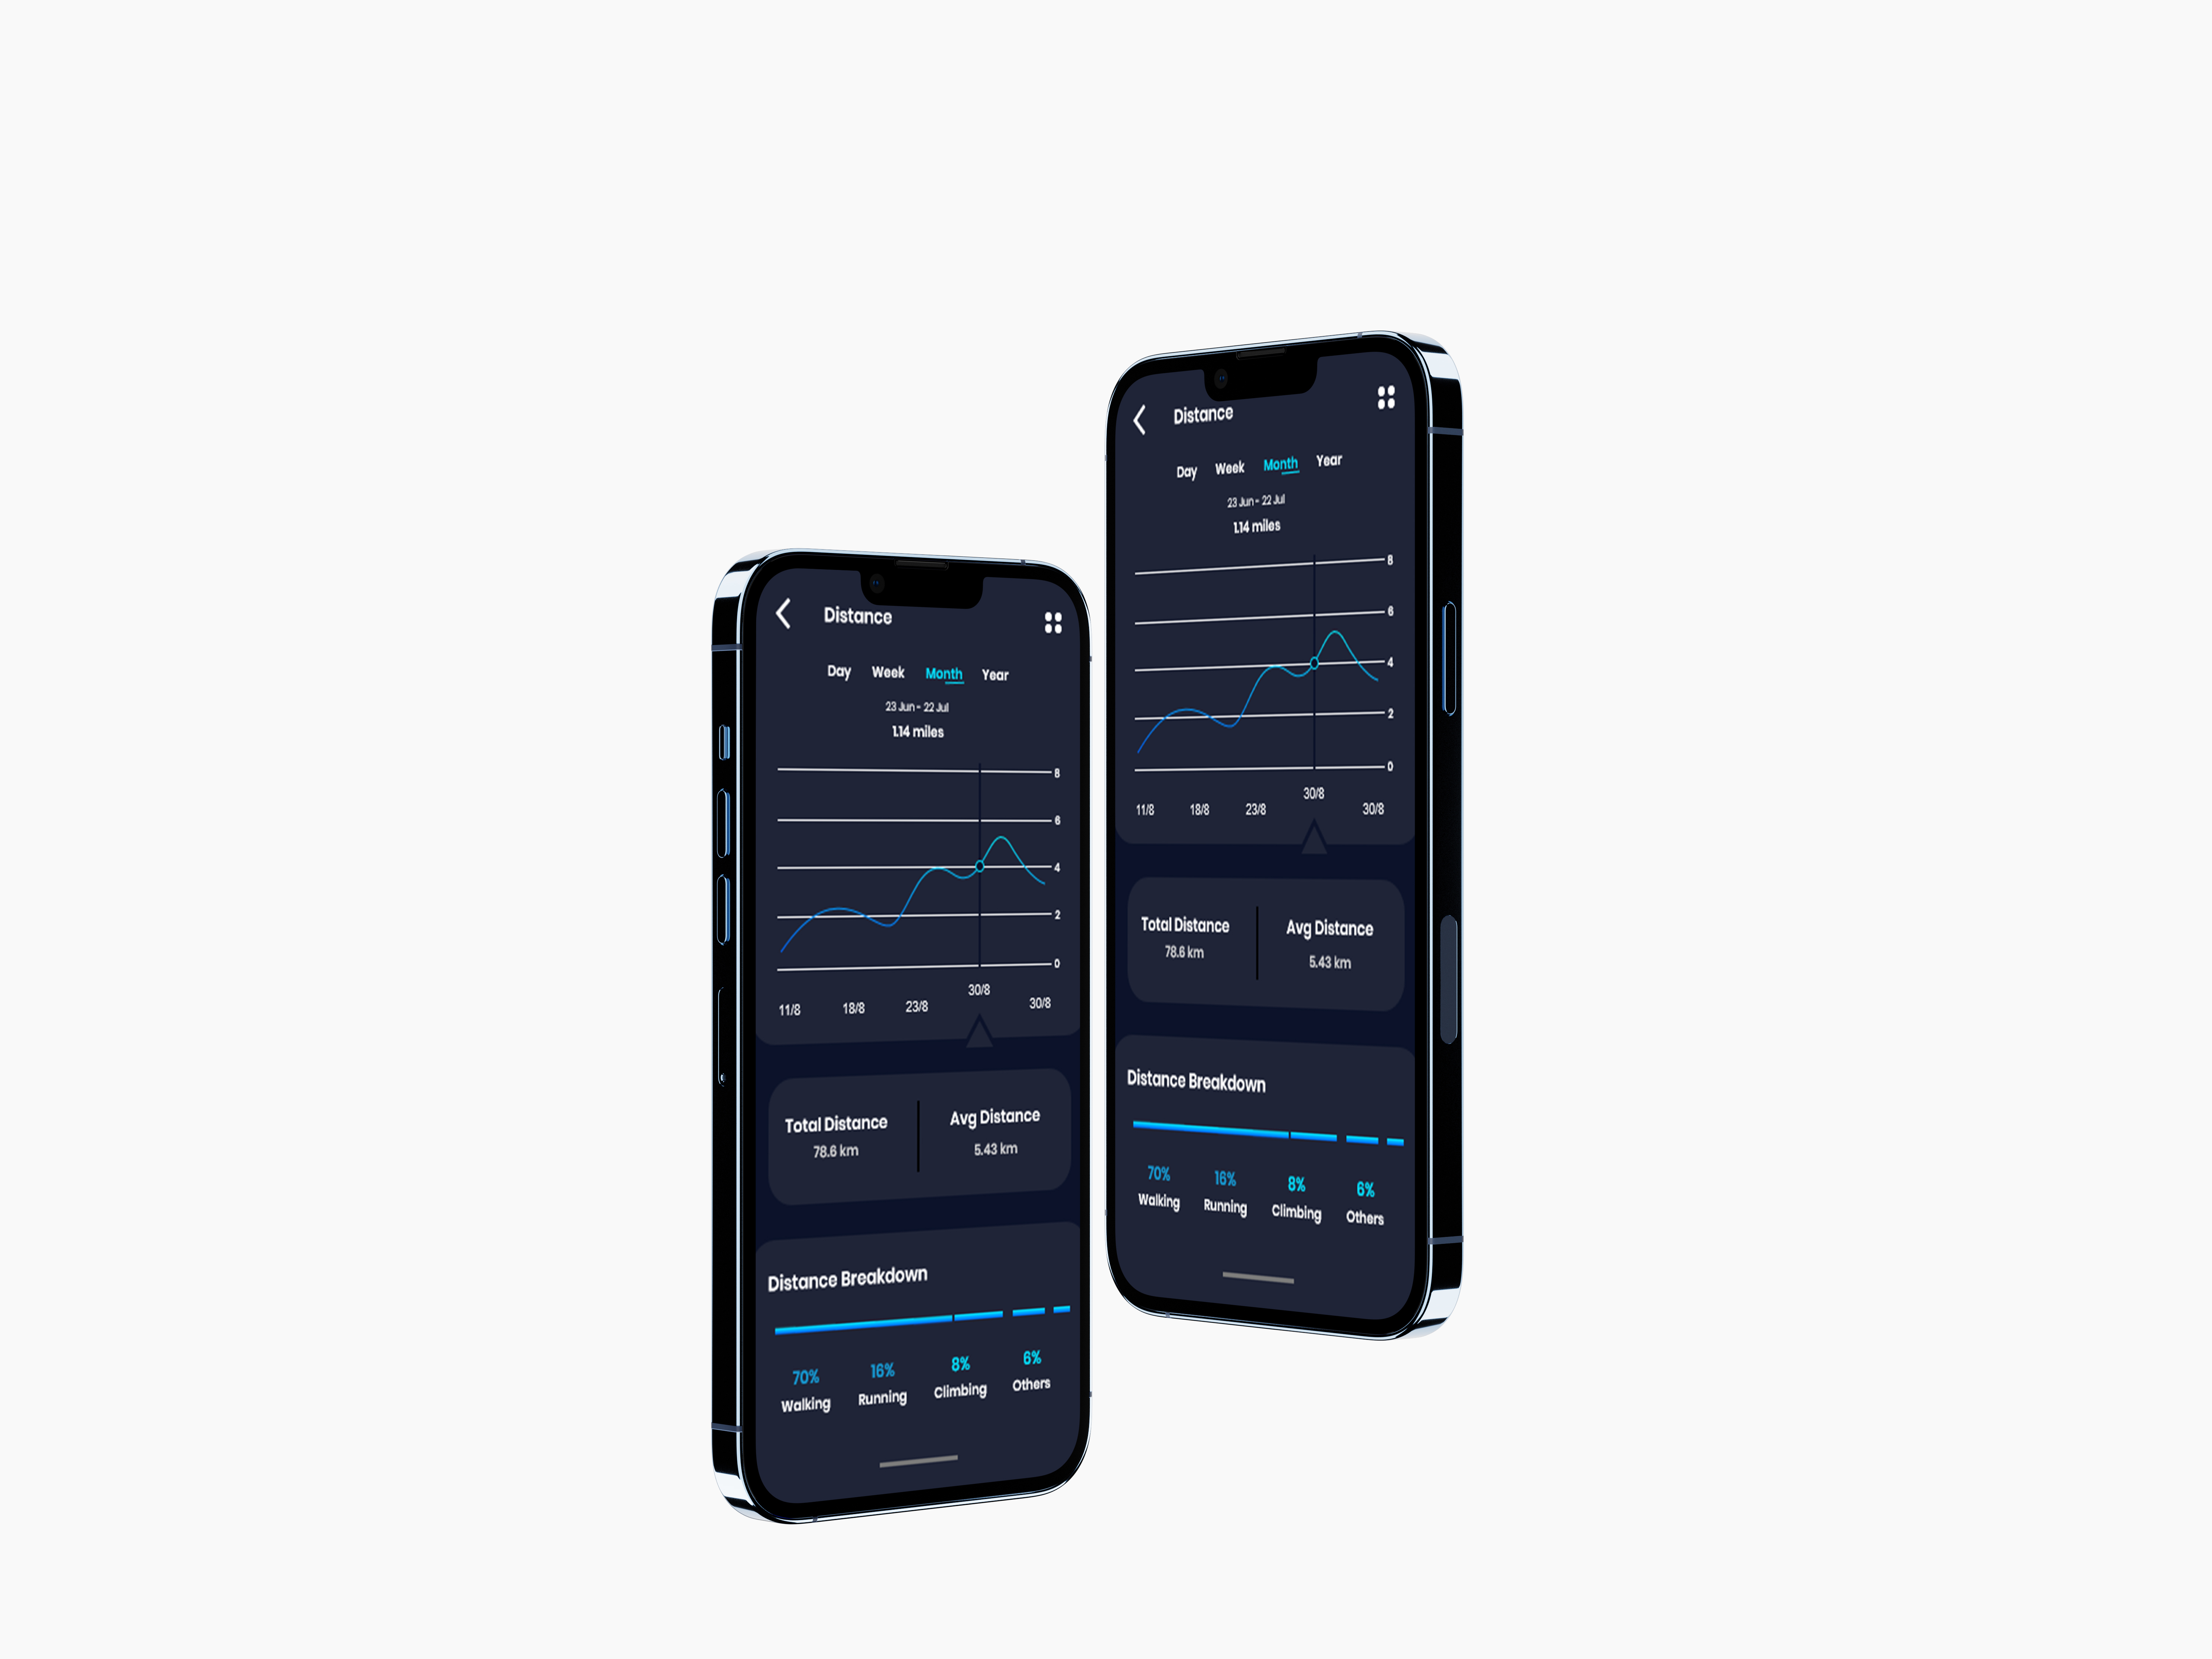 Distance
Day Week Month Year
23 Jun - 22 Jul
1.14 miles
8
6
4
2
0
11/8 18/8 23/8 30/8 30/8
Total Distance Avg Distance
78.6 km 5.43 km
Distance Breakdown
70% 16% 8% 6%
Walking Running Climbing Others
Distance
Day Week Month Year
23 Jun - 22 Jul
1.14 miles
8
6
4
2
0
11/8 18/8 23/8 30/8 30/8
Total Distance Avg Distance
78.6 km 5.43 km
Distance Breakdown
70% 16% 8% 6%
Walking Running Climbing Others